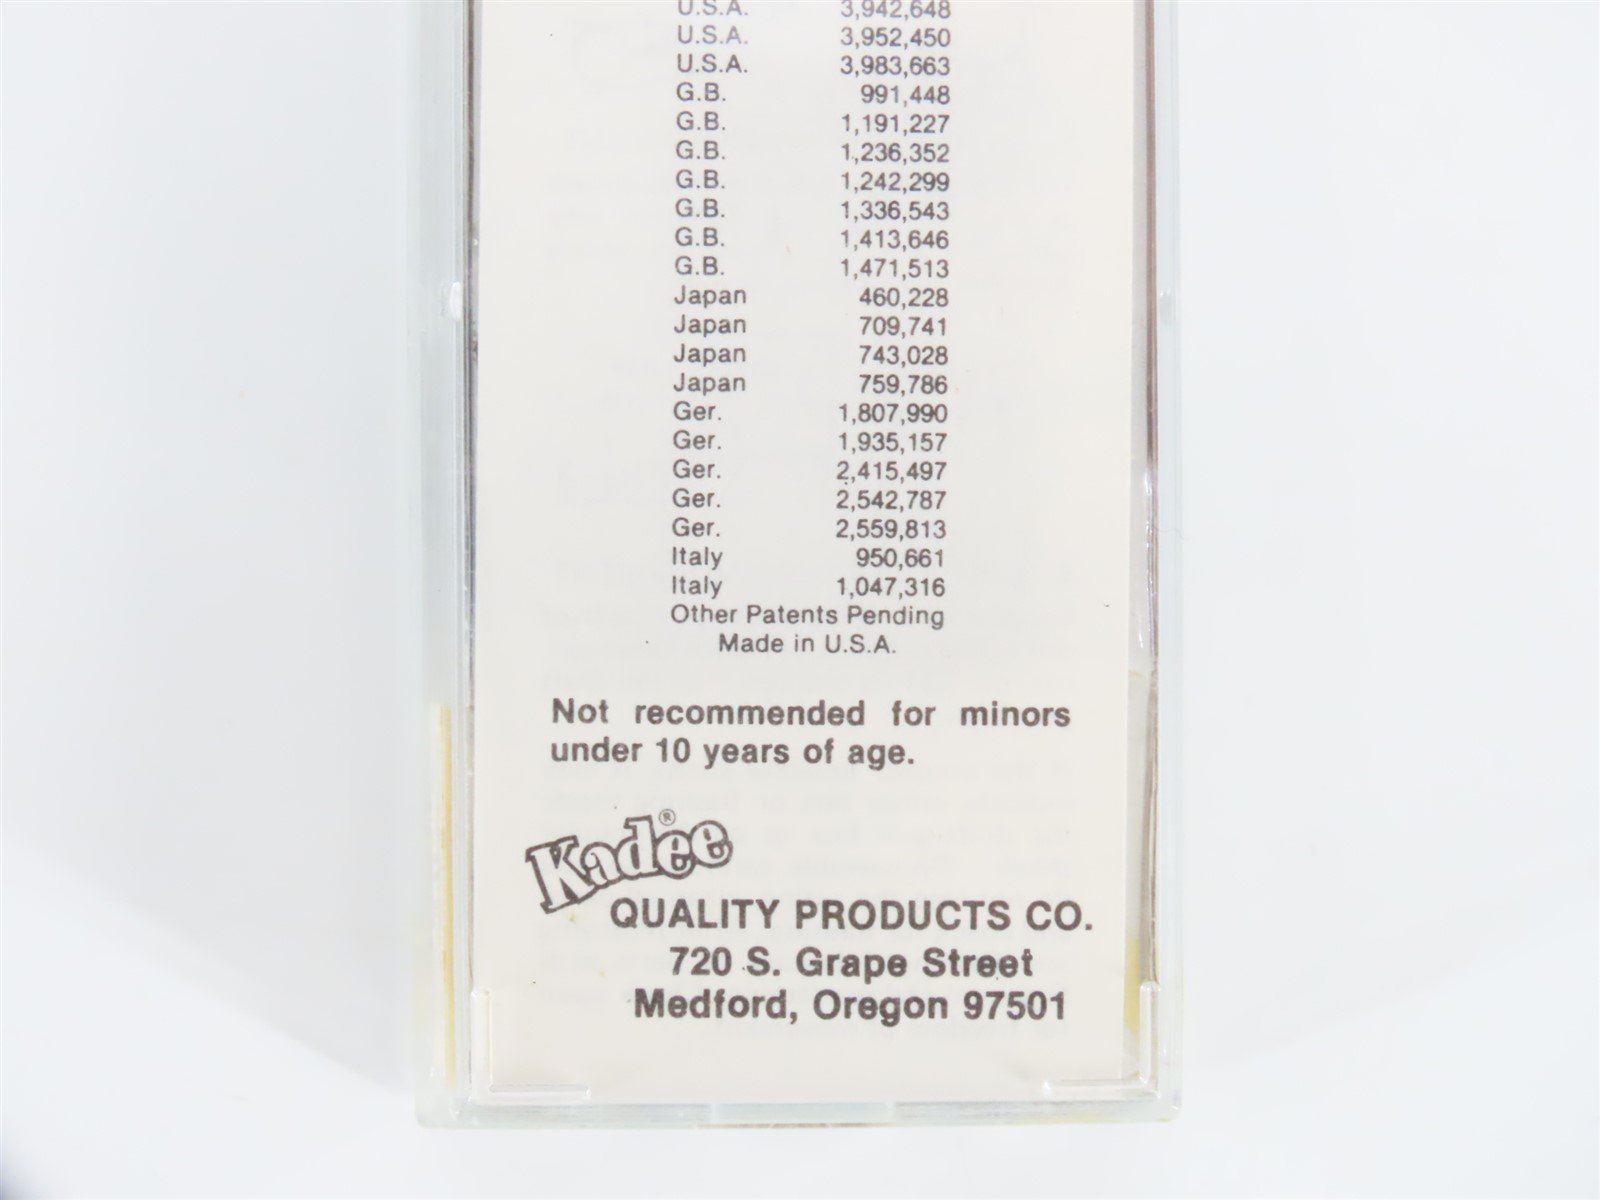 U.S.A. 3,942,648
U.S.A. 3,952,450
U.S.A. 3,983,663
G.B. 991,448
G.B. 1,191,227
G.B. 1,236,352
G.B. 1,242,299
G.B. 1,336,543
G.B. 1,413,646
G.B. 1,471,513
Japan 460,228
Japan 709,741
Japan 743,028
Japan 759,786
Ger. 1,807,990
Ger. 1,935,157
Ger. 2,415,497
Ger. 2,542,787
Ger. 2,559,813
Italy 950,661
Italy 1,047,316
Other Patents Pending
Made in U.S.A.
Not recommended for minors
under 10 years of age.
Kadee®
QUALITY PRODUCTS CO.
720 S. Grape Street
Medford, Oregon 97501